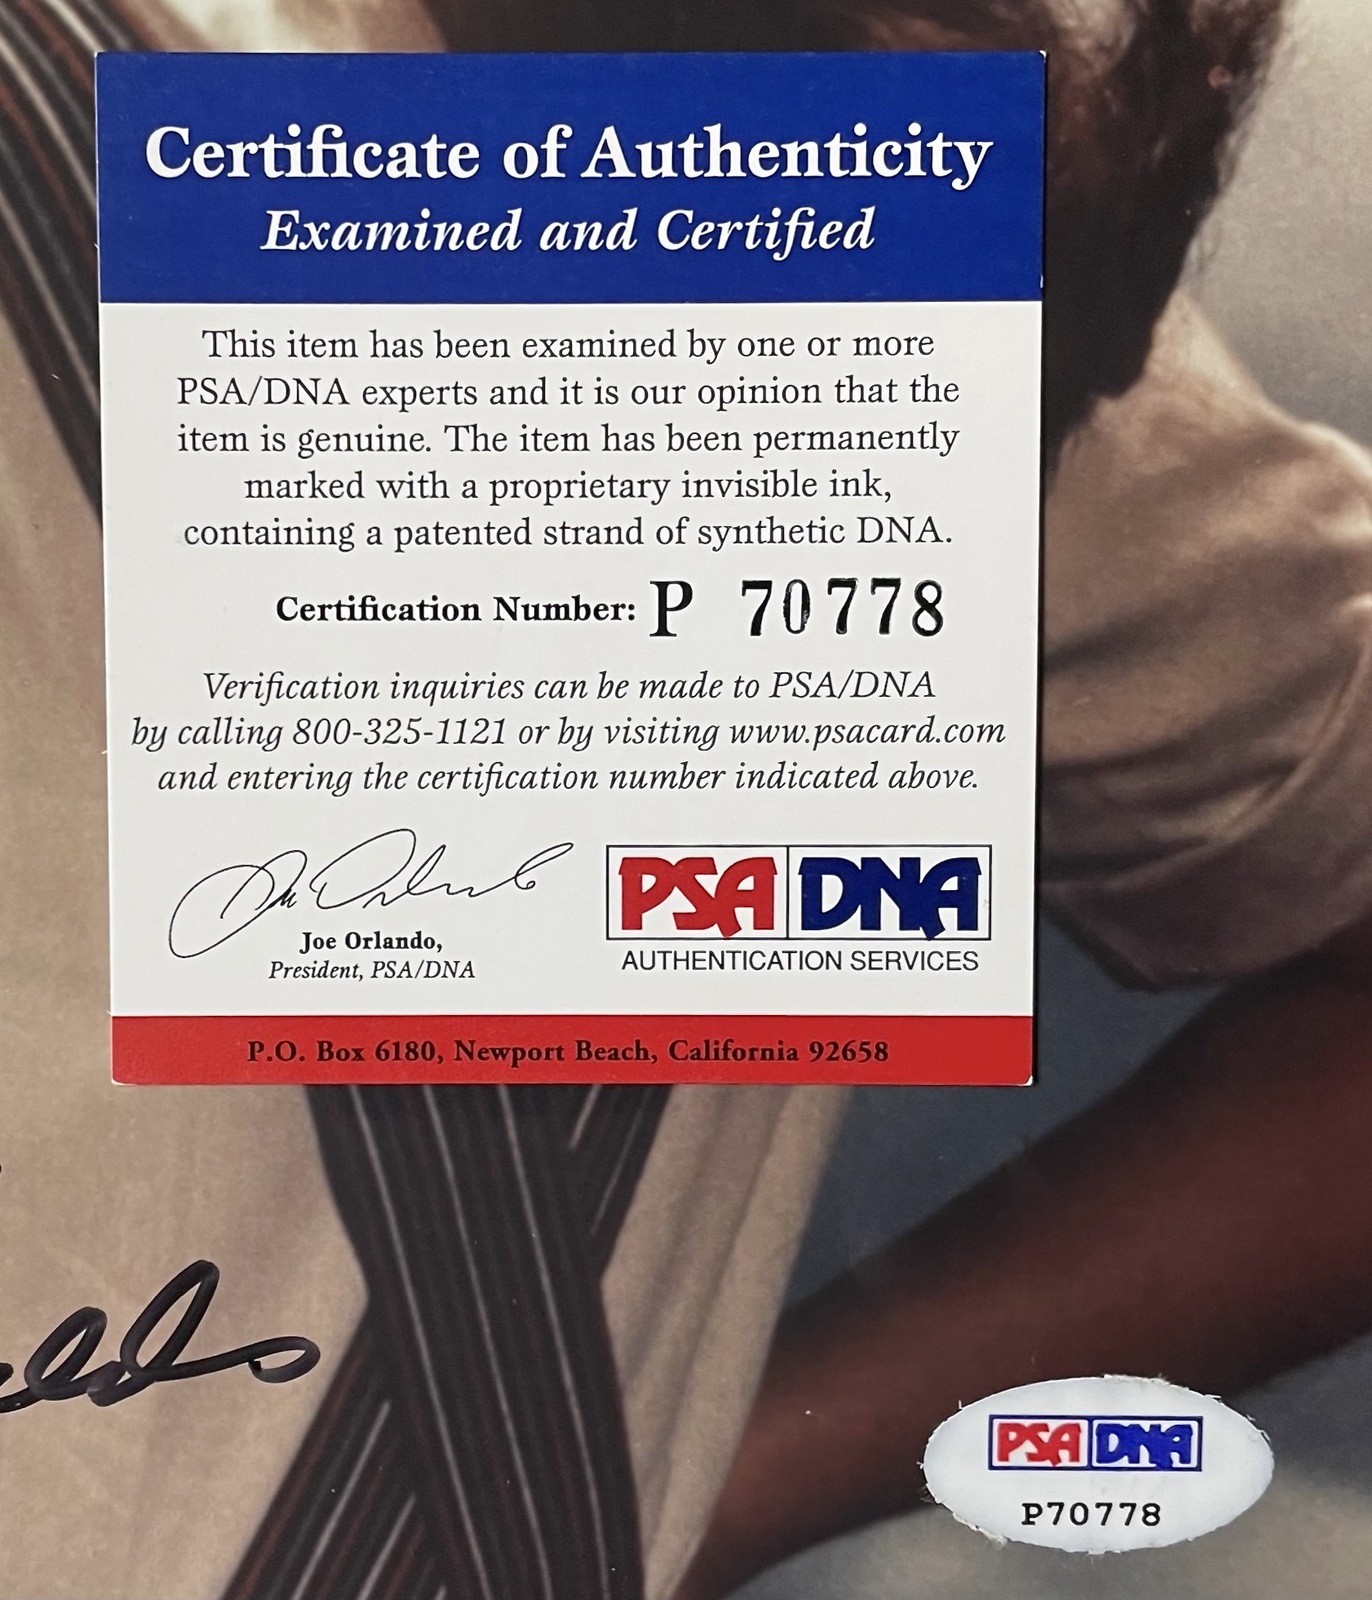 Certificate of Authenticity
Examined and Certified
This item has been examined by one or more
PSA/DNA experts and it is our opinion that the
item is genuine. The item has been permanently
marked with a proprietary invisible ink,
containing a patented strand of synthetic DNA.
Certification Number: P 70778
Verification inquiries can be made to PSA/DNA
by calling 800-325-1121 or by visiting www.psacard.com
and entering the certification number indicated above.
Joe Orlando,
President, PSA/DNA
PSA DNA
AUTHENTICATION SERVICES
P.O. Box 6180, Newport Beach, California 92658
PSA DNA
P70778